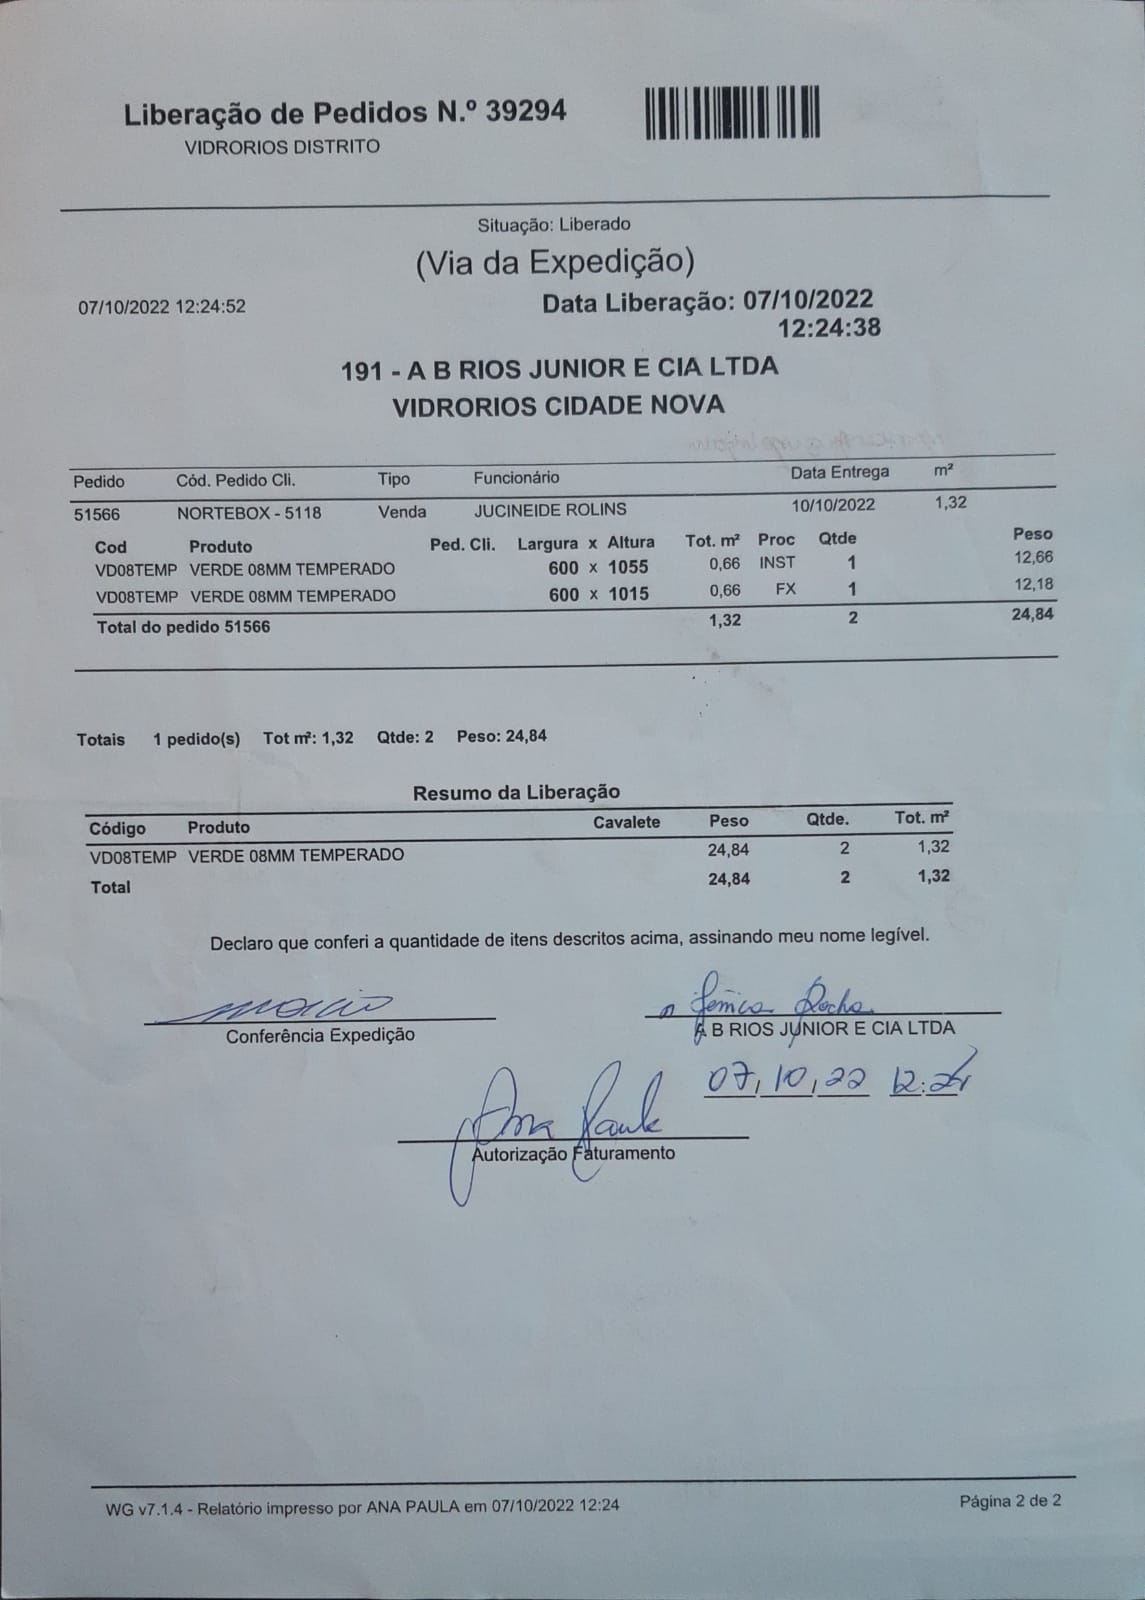 Liberação de Pedidos N.º 39294
VIDRORIOS DISTRITO
Situação: Liberado
(Via da Expedição)
07/10/2022 12:24:52
Data Liberação: 07/10/2022
12:24:38
191 - A B RIOS JUNIOR E CIA LTDA
VIDRORIOS CIDADE NOVA
Pedido Cód. Pedido Cli. Tipo Funcionário Data Entrega m²
51566 NORTEBOX - 5118 Venda JUCINEIDE ROLINS 10/10/2022 1,32
Cod Produto Ped. Cli. Largura x Altura Tot. m² Proc Qtde Peso
VD08TEMP VERDE 08MM TEMPERADO 600 x 1055 0,66 INST 1 12,66
VD08TEMP VERDE 08MM TEMPERADO 600 x 1015 0,66 FX 1 12,18
Total do pedido 51566 1,32 2 24,84
Totais 1 pedido(s) Tot m²: 1,32 Qtde: 2 Peso: 24,84
Resumo da Liberação
Código Produto Cavalete Peso Qtde. Tot. m²
VD08TEMP VERDE 08MM TEMPERADO 24,84 2 1,32
Total 24,84 2 1,32
Declaro que conferi a quantidade de itens descritos acima, assinando meu nome legível.
Rocha
Conferência Expedição
A B RIOS JUNIOR E CIA LTDA
07/10/22 12:24
Ana Paula
Autorização Faturamento
WG v7.1.4 - Relatório impresso por ANA PAULA em 07/10/2022 12:24
Página 2 de 2